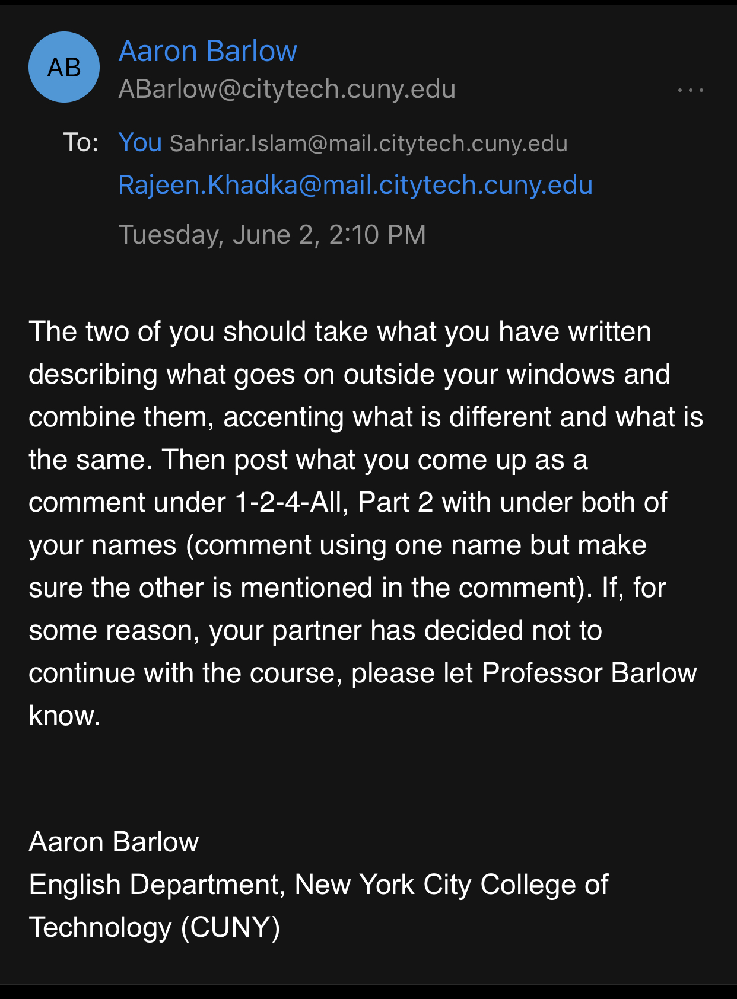 AB
Aaron Barlow
ABarlow@citytech.cuny.edu
...
To: You Sahriar.Islam@mail.citytech.cuny.edu
Rajeen.Khadka@mail.citytech.cuny.edu
Tuesday, June 2, 2:10 PM
The two of you should take what you have written
describing what goes on outside your windows and
combine them, accenting what is different and what is
the same. Then post what you come up as a
comment under 1-2-4-All, Part 2 with under both of
your names (comment using one name but make
sure the other is mentioned in the comment). If, for
some reason, your partner has decided not to
continue with the course, please let Professor Barlow
know.
Aaron Barlow
English Department, New York City College of
Technology (CUNY)